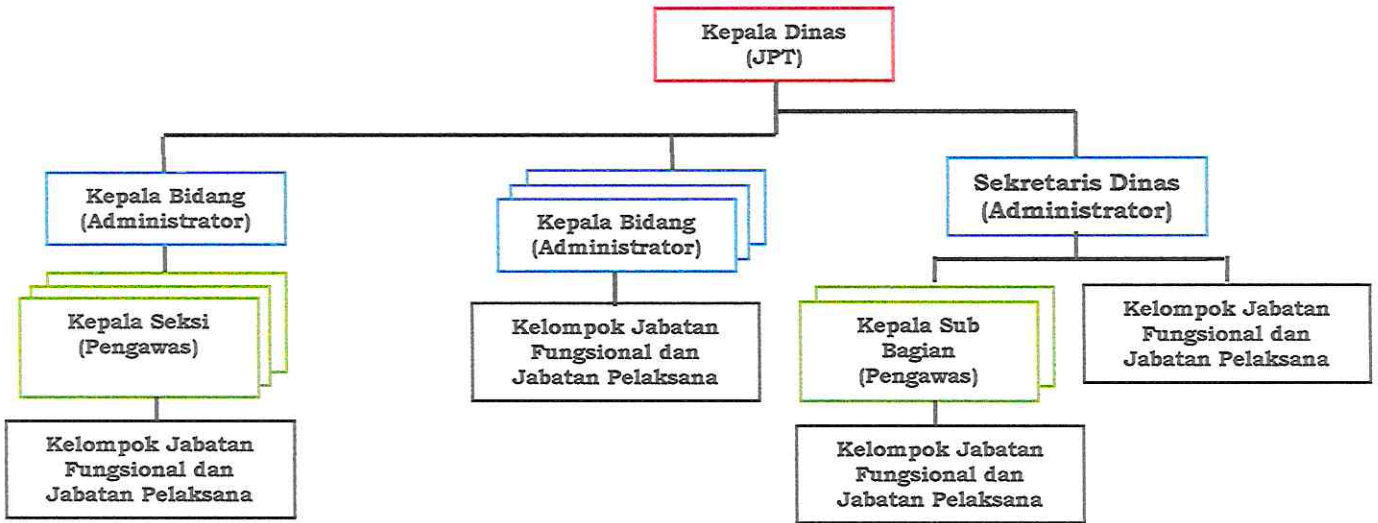 Kepala Dinas
(JPT)
Kepala Bidang
(Administrator)
Kepala Bidang
(Administrator)
Sekretaris Dinas
(Administrator)
Kepala Seksi
(Pengawas)
Kelompok Jabatan
Fungsional dan
Jabatan Pelaksana
Kepala Sub
Bagian
(Pengawas)
Kelompok Jabatan
Fungsional dan
Jabatan Pelaksana
Kelompok Jabatan
Fungsional dan
Jabatan Pelaksana
Kelompok Jabatan
Fungsional dan
Jabatan Pelaksana